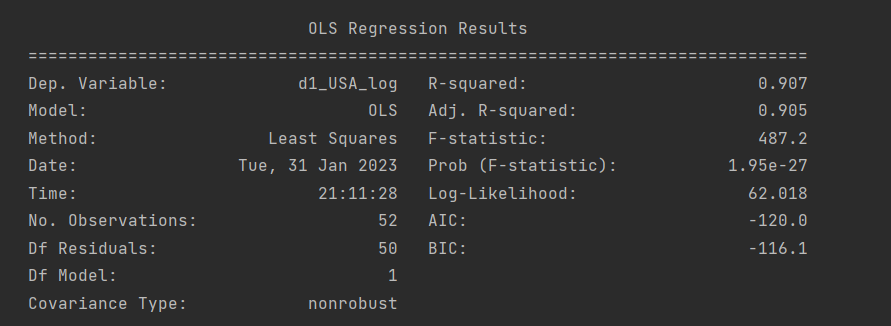 OLS Regression Results
==============================================================================
Dep. Variable: d1_USA_log R-squared: 0.907
Model: OLS Adj. R-squared: 0.905
Method: Least Squares F-statistic: 487.2
Date: Tue, 31 Jan 2023 Prob (F-statistic): 1.95e-27
Time: 21:11:28 Log-Likelihood: 62.018
No. Observations: 52 AIC: -120.0
Df Residuals: 50 BIC: -116.1
Df Model: 1
Covariance Type: nonrobust